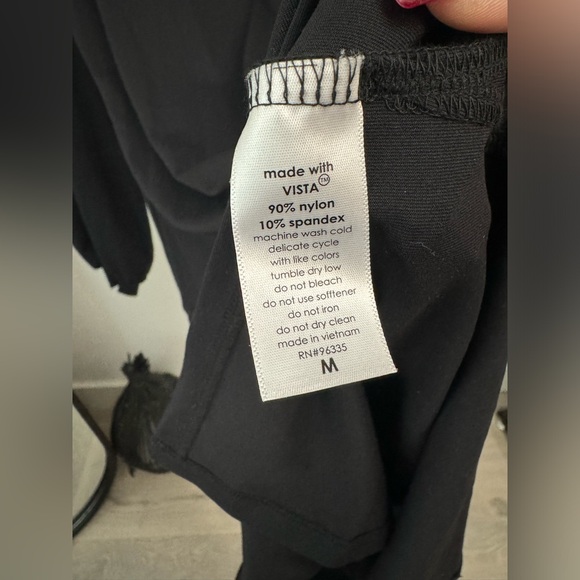 made with
VISTA™
90% nylon
10% spandex
machine wash cold
delicate cycle
with like colors
tumble dry low
do not bleach
do not use softener
do not iron
do not dry clean
made in vietnam
RN#96335
M